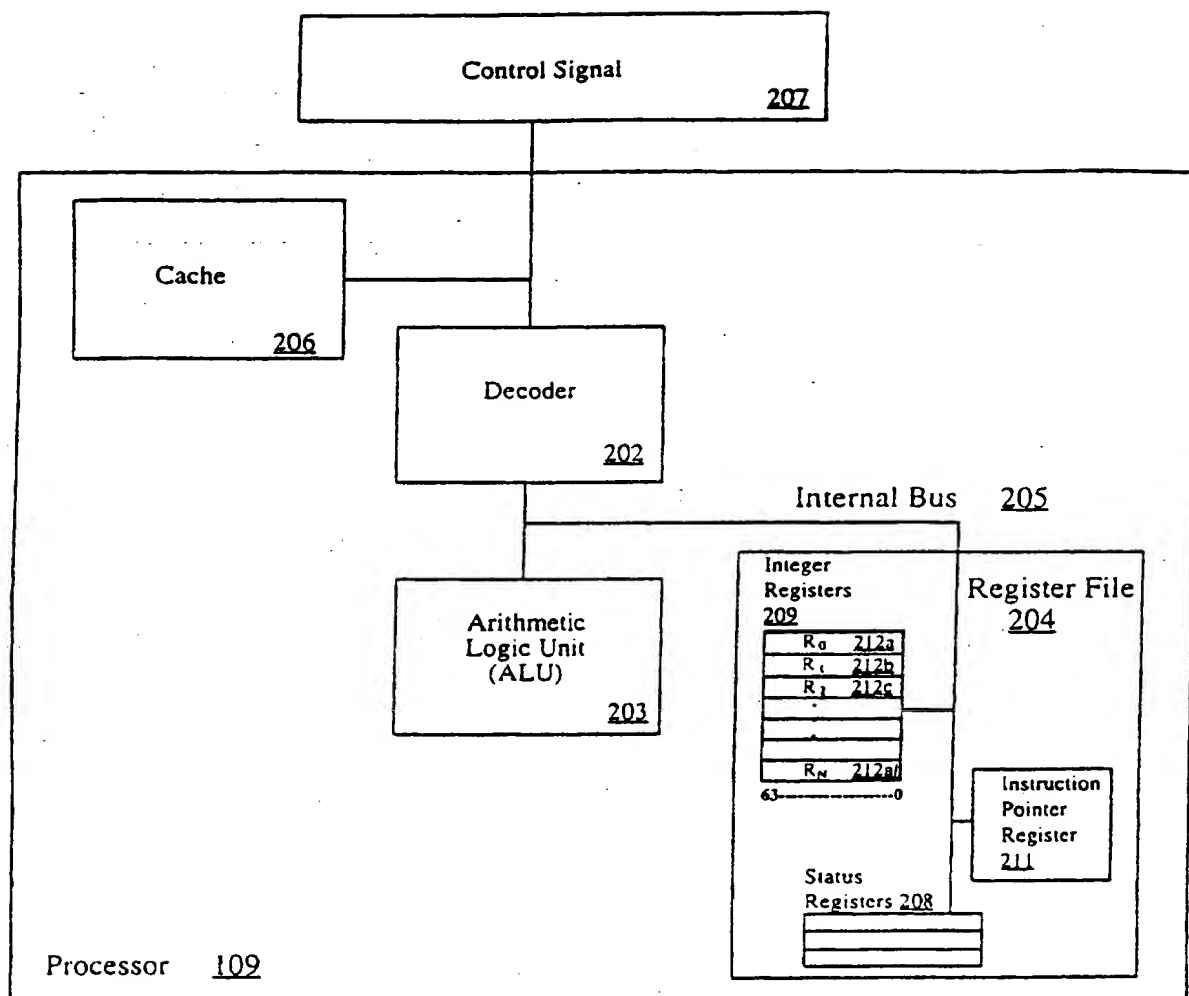 Control Signal
207
Cache
206
Decoder
202
Internal Bus 205
Arithmetic
Logic Unit
(ALU)
203
Register File
204
Integer
Registers
209
R0 212a
R1 212b
R2 212c
RN 212af
63-----------------0
Instruction
Pointer
Register
211
Status
Registers 208
Processor 109